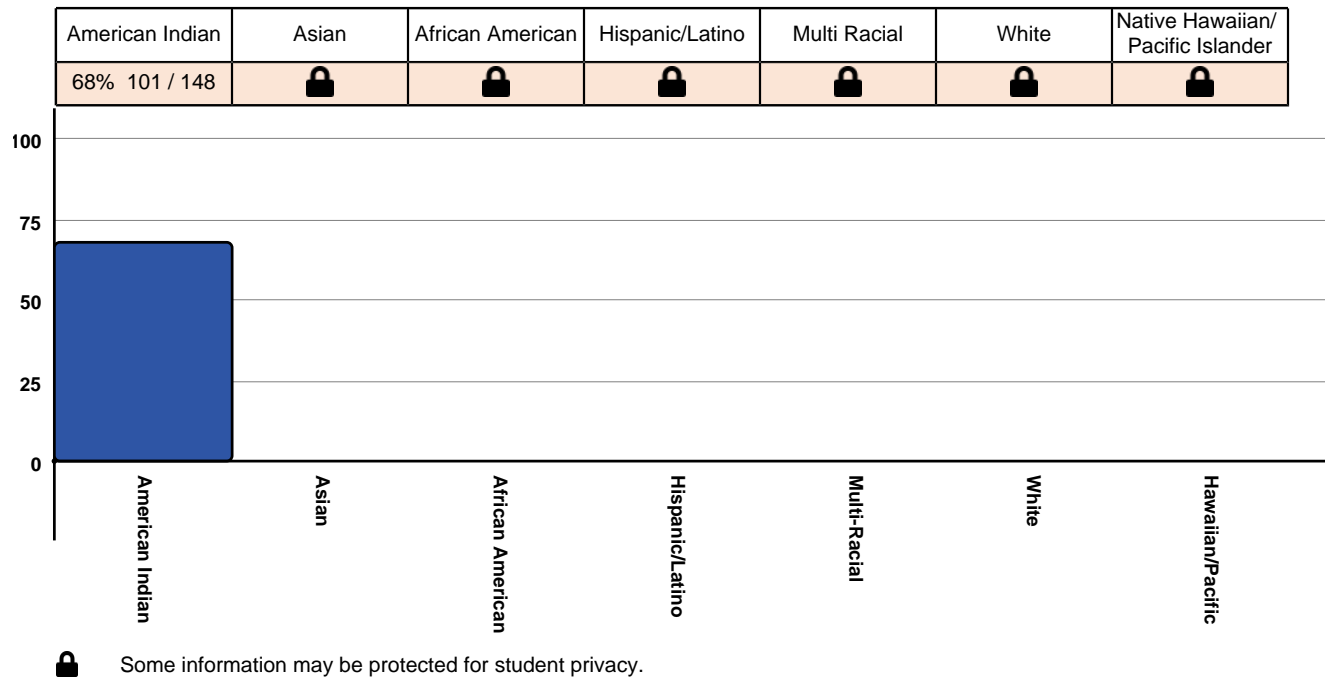 American Indian Asian African American Hispanic/Latino Multi Racial White Native Hawaiian/
Pacific Islander
68% 101 / 148
100
75
50
25
0
American Indian
Asian
African American
Hispanic/Latino
Multi-Racial
White
Hawaiian/Pacific
Some information may be protected for student privacy.